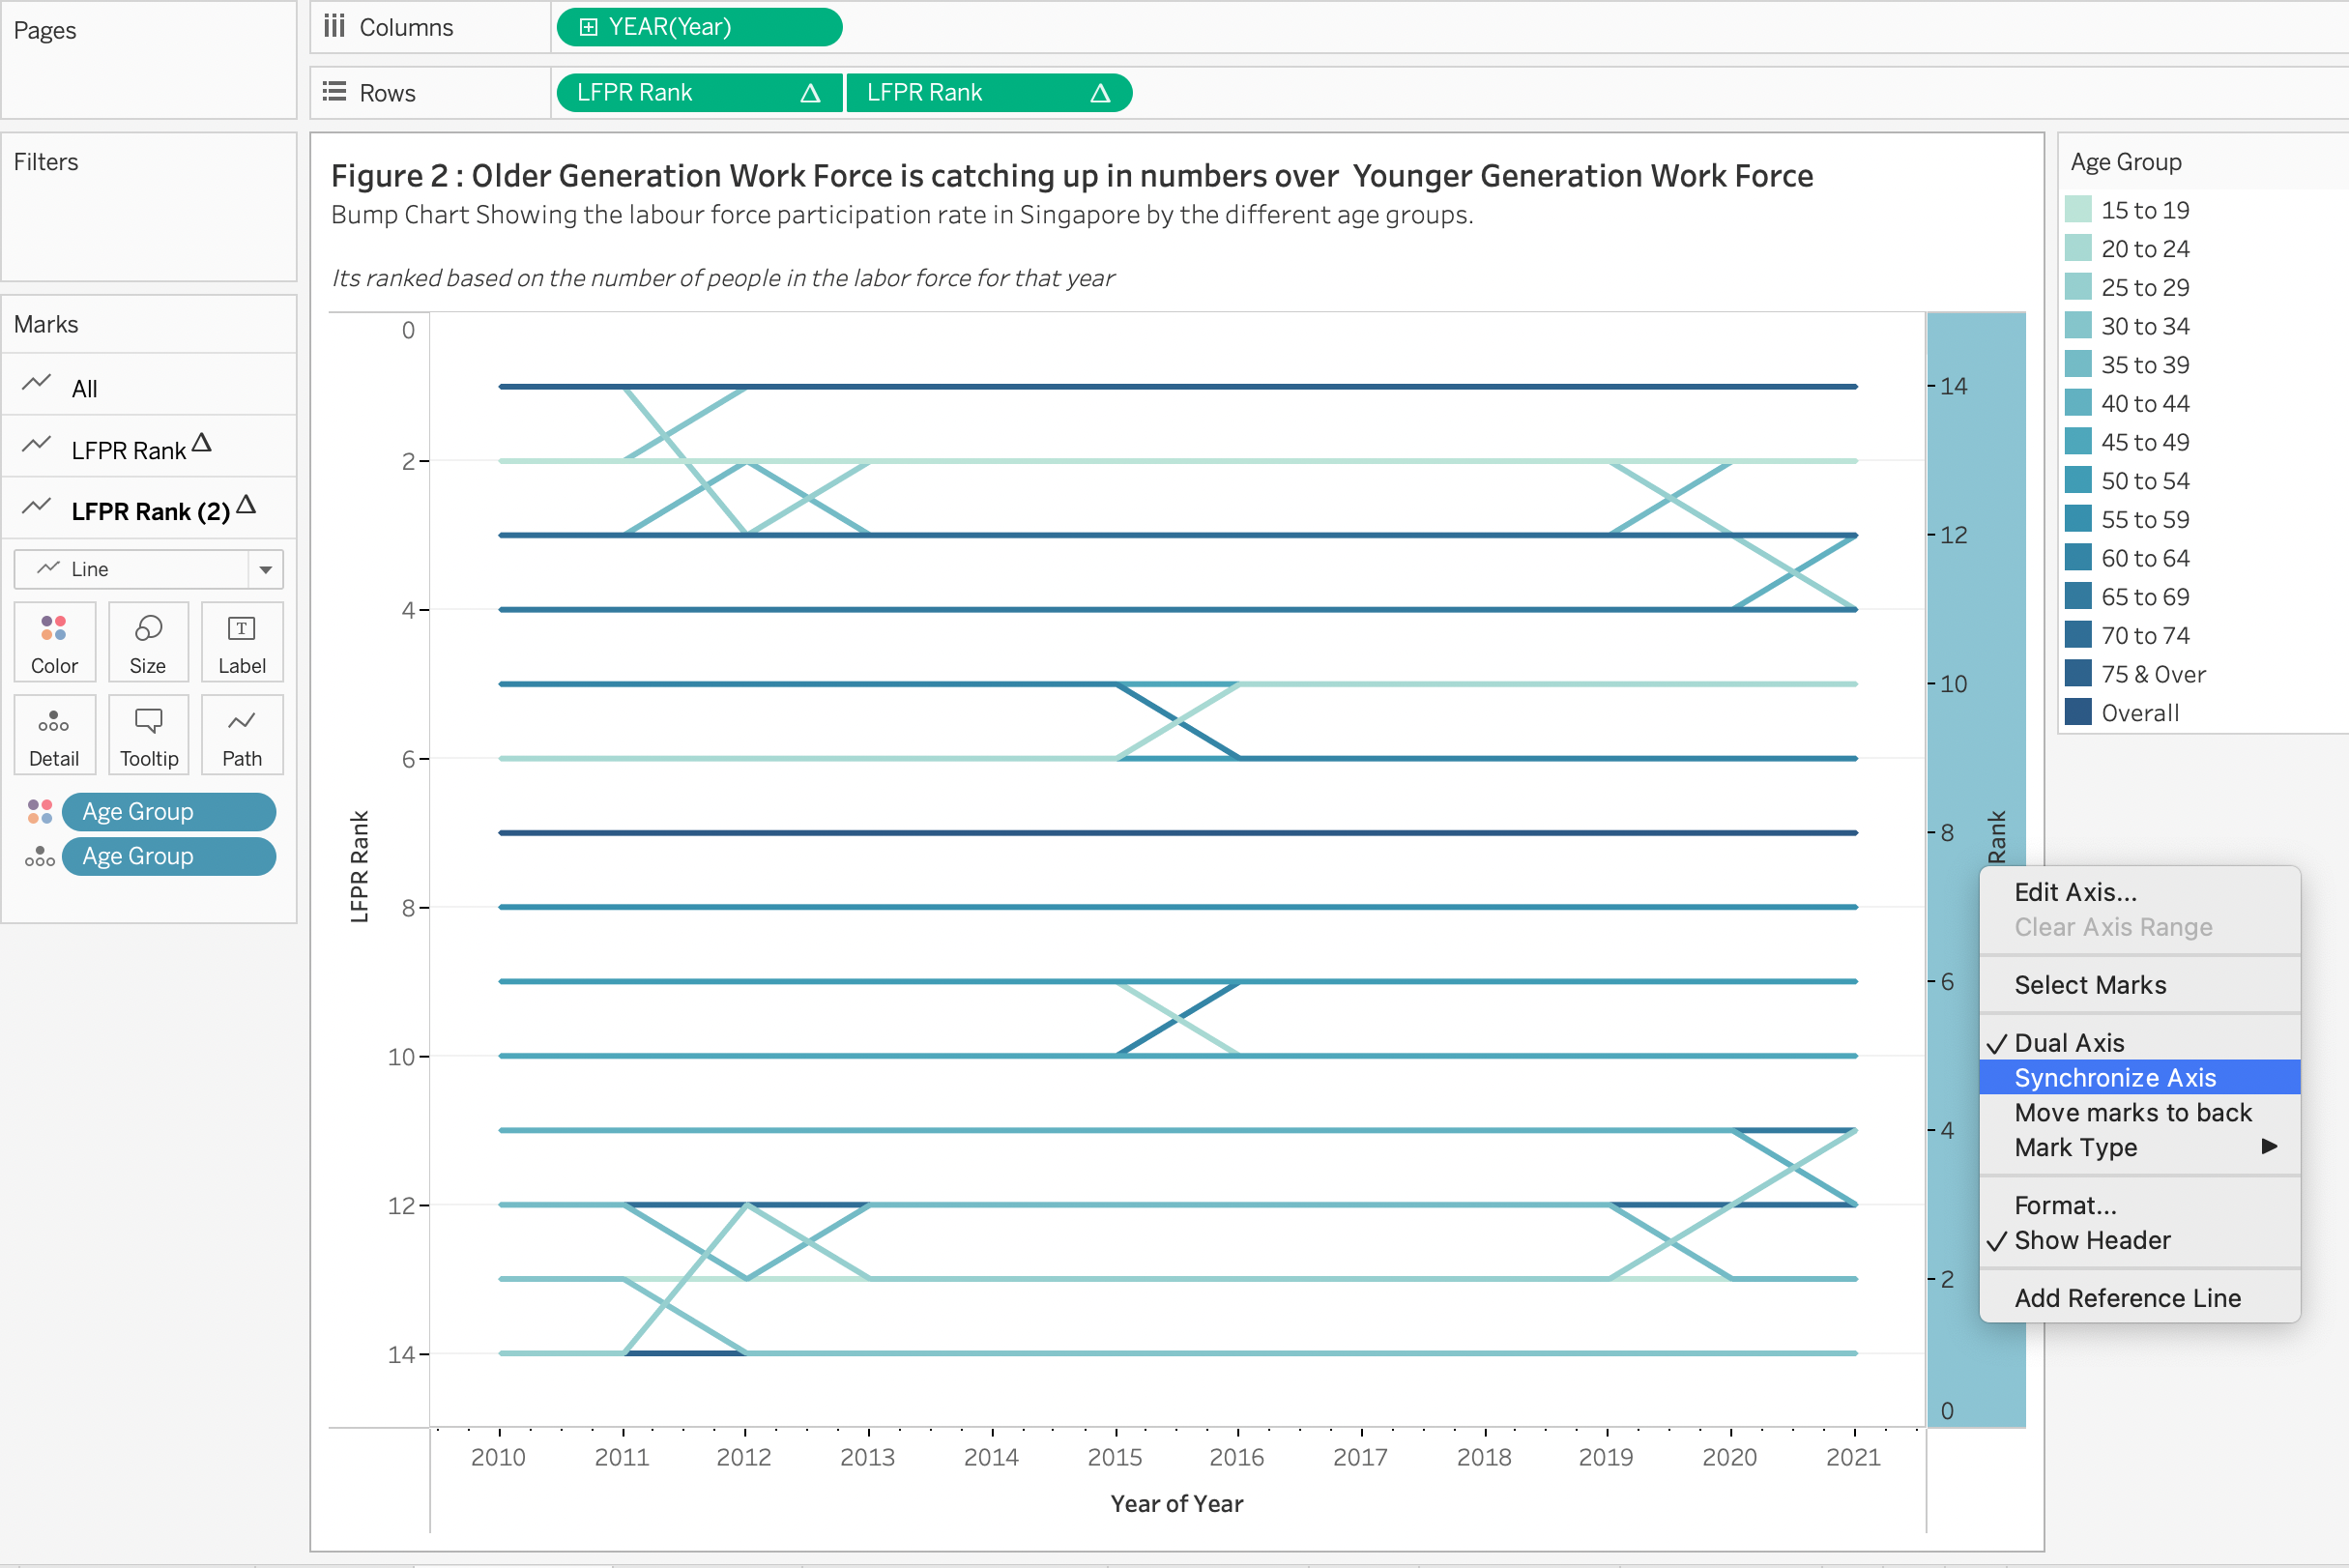 Pages
Columns
YEAR(Year)
Rows
LFPR Rank
LFPR Rank
Filters
Marks
All
LFPR Rank
LFPR Rank (2)
Line
Color
Size
Label
Detail
Tooltip
Path
Age Group
Age Group
Figure 2 : Older Generation Work Force is catching up in numbers over  Younger Generation Work Force
Bump Chart Showing the labour force participation rate in Singapore by the different age groups.
Its ranked based on the number of people in the labor force for that year
LFPR Rank
0
2
4
6
8
10
12
14
14
12
10
8
6
4
2
0
Rank
2010 2011 2012 2013 2014 2015 2016 2017 2018 2019 2020 2021
Year of Year
Age Group
15 to 19
20 to 24
25 to 29
30 to 34
35 to 39
40 to 44
45 to 49
50 to 54
55 to 59
60 to 64
65 to 69
70 to 74
75 & Over
Overall
Edit Axis...
Clear Axis Range
Select Marks
Dual Axis
Synchronize Axis
Move marks to back
Mark Type
Format...
Show Header
Add Reference Line